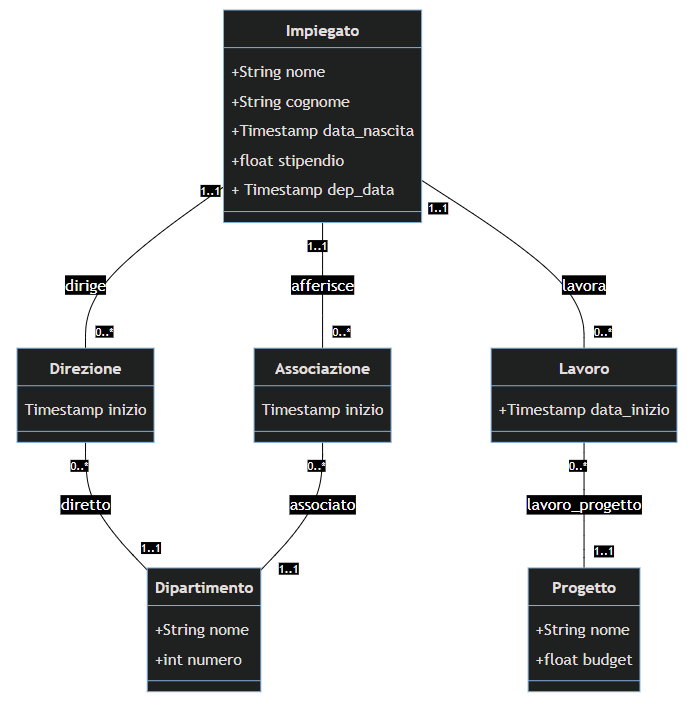 Impiegato
+String nome
+String cognome
+Timestamp data_nascita
+float stipendio
+ Timestamp dep_data
1..1
1..1
1..1
dirige
afferisce
lavora
0..*
0..*
0..*
Direzione
Timestamp inizio
Associazione
Timestamp inizio
Lavoro
+Timestamp data_inizio
0..*
0..*
0..*
diretto
associato
lavoro_progetto
1..1
1..1
1..1
Dipartimento
+String nome
+int numero
Progetto
+String nome
+float budget